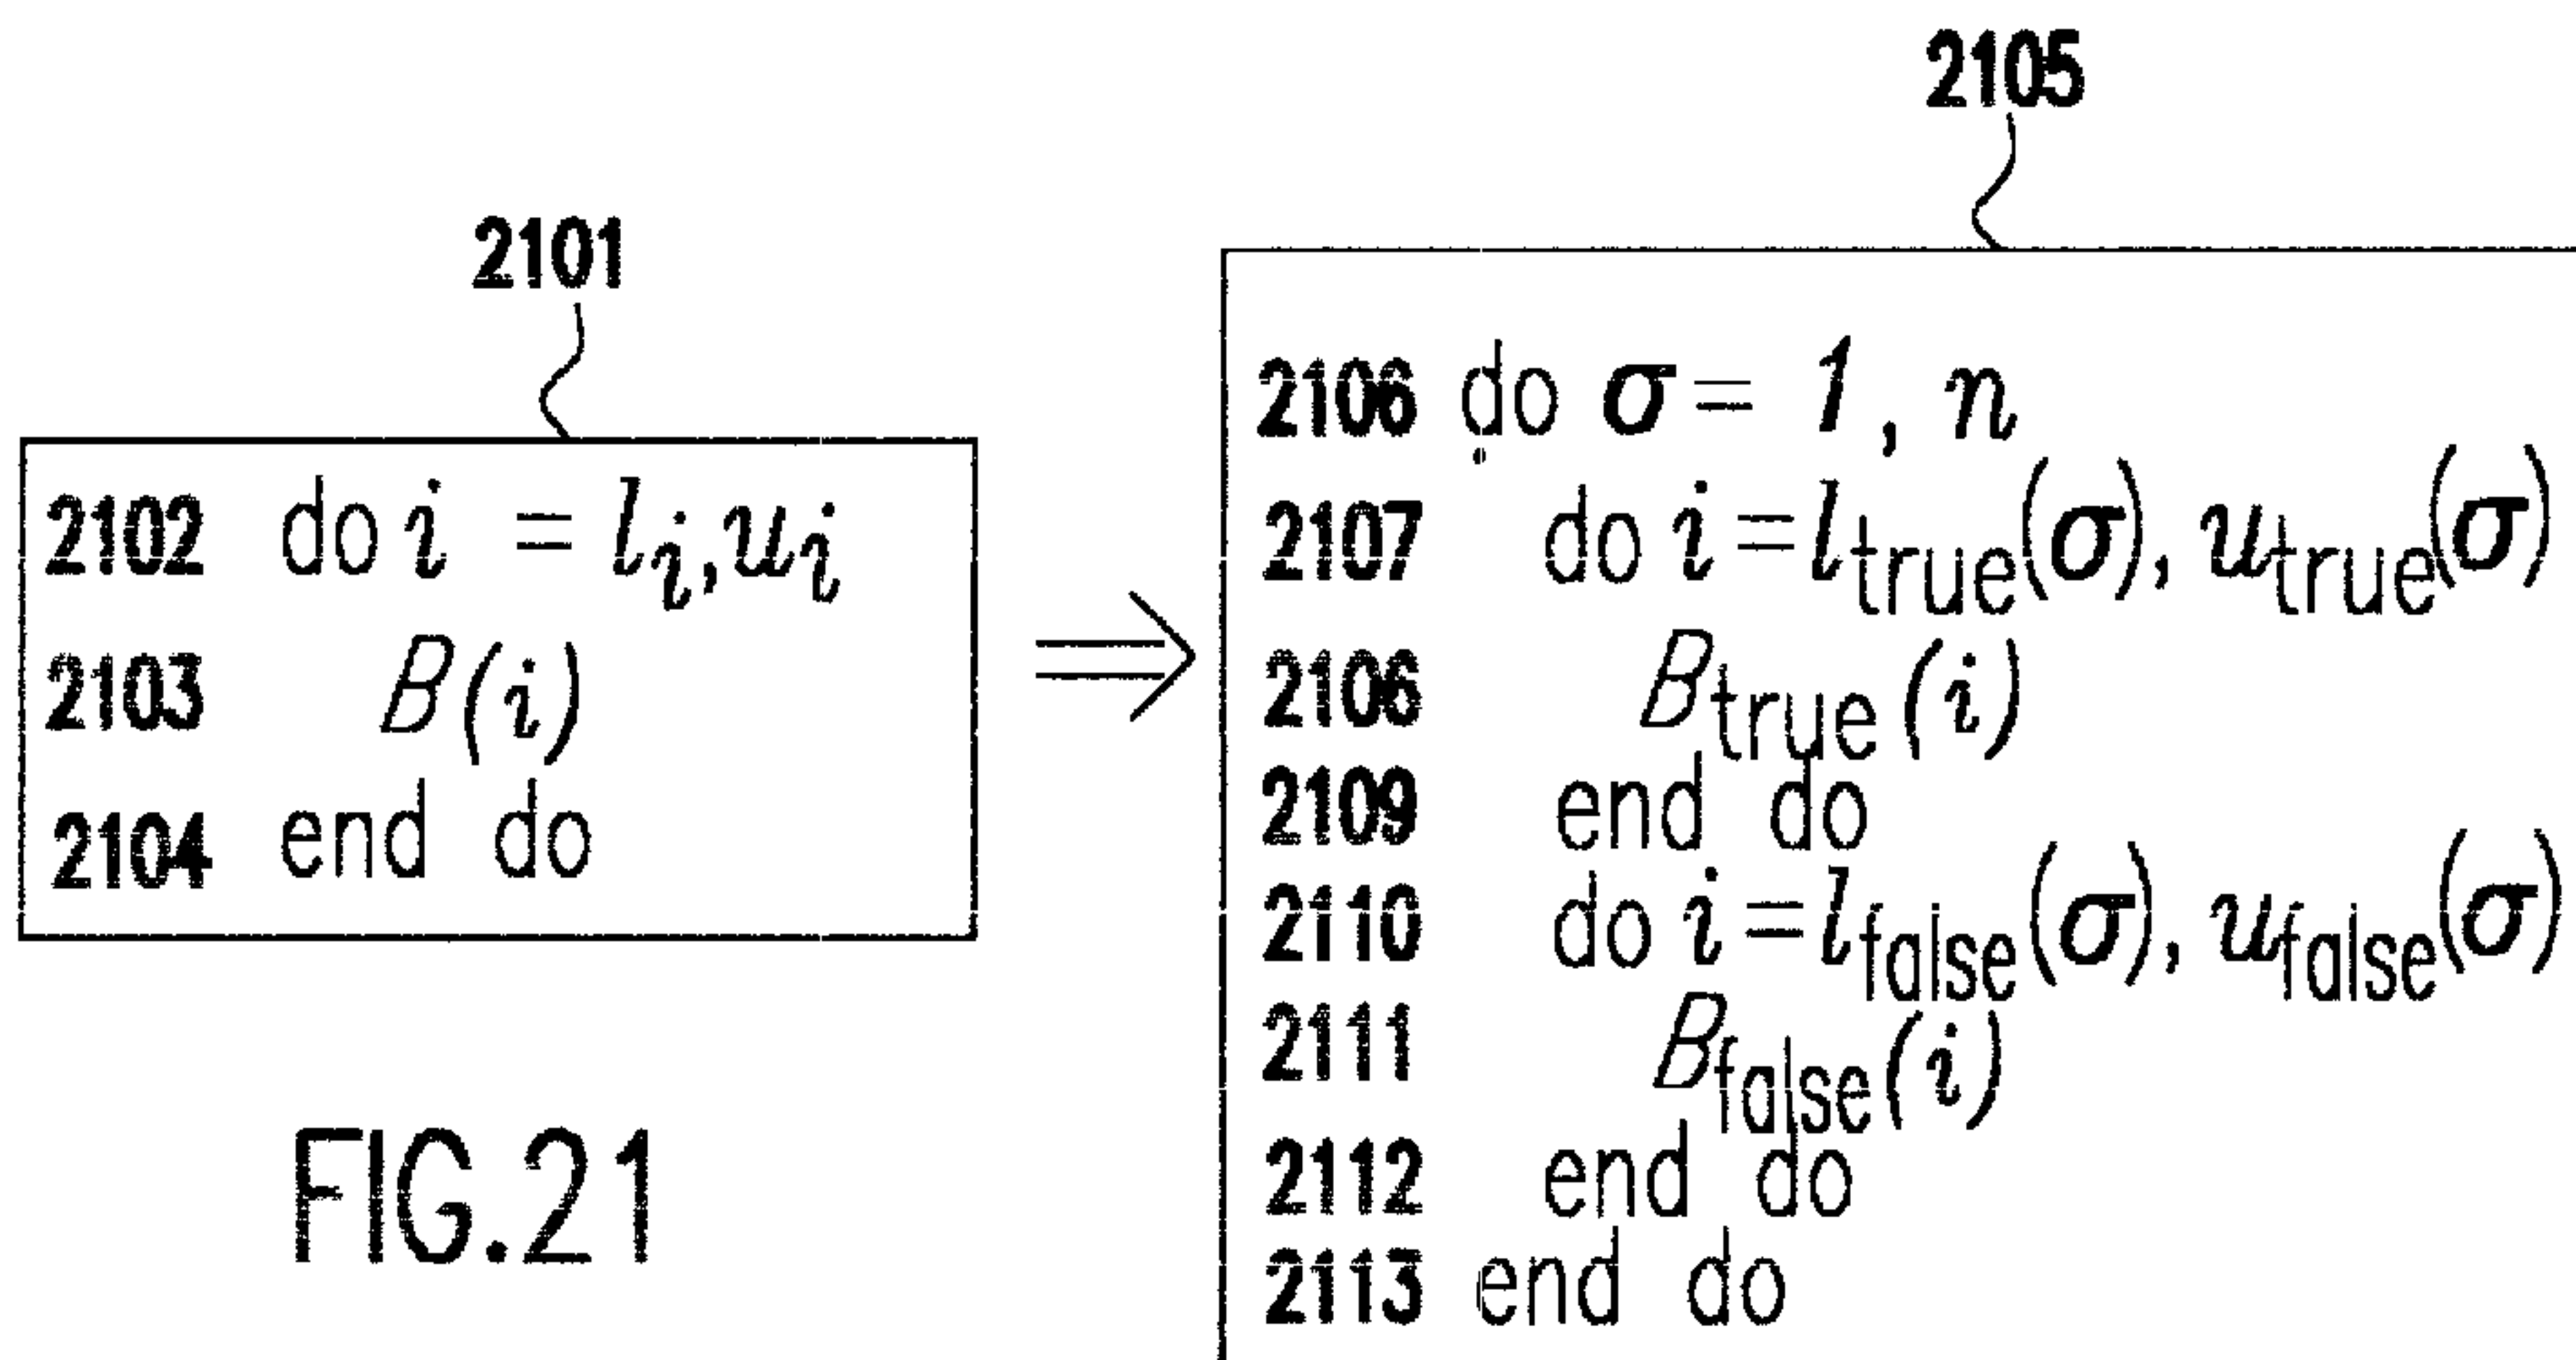 2101
2102 do i = l_i, u_i
2103 B(i)
2104 end do
FIG.21
2105
2106 do σ = 1, n
2107 do i = l_true(σ), u_true(σ)
2106 B_true(i)
2109 end do
2110 do i = l_false(σ), u_false(σ)
2111 B_false(i)
2112 end do
2113 end do